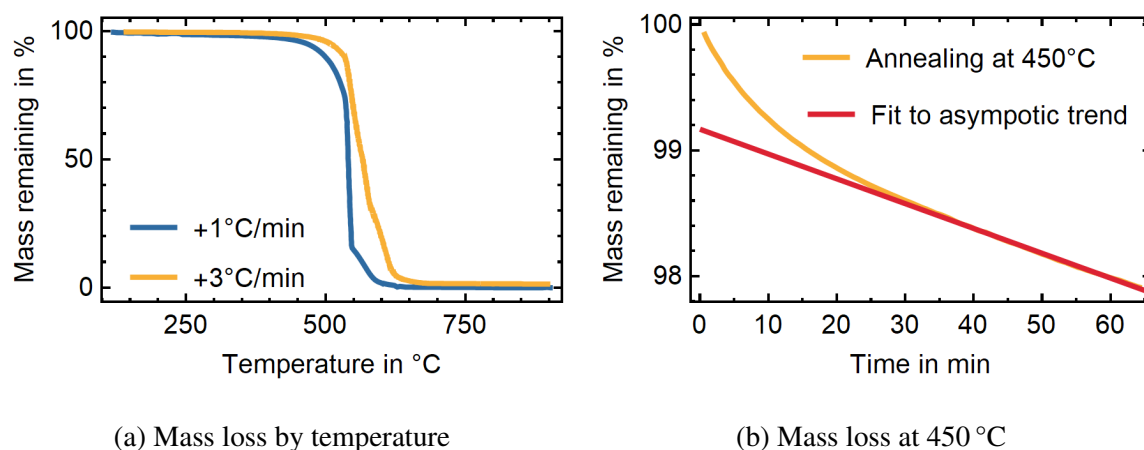 Mass remaining in %
100
50
0
+1°C/min
+3°C/min
250
500
750
Temperature in °C
(a) Mass loss by temperature
Mass remaining in %
100
99
98
Annealing at 450°C
Fit to asympotic trend
0
10
20
30
40
50
60
Time in min
(b) Mass loss at 450 °C